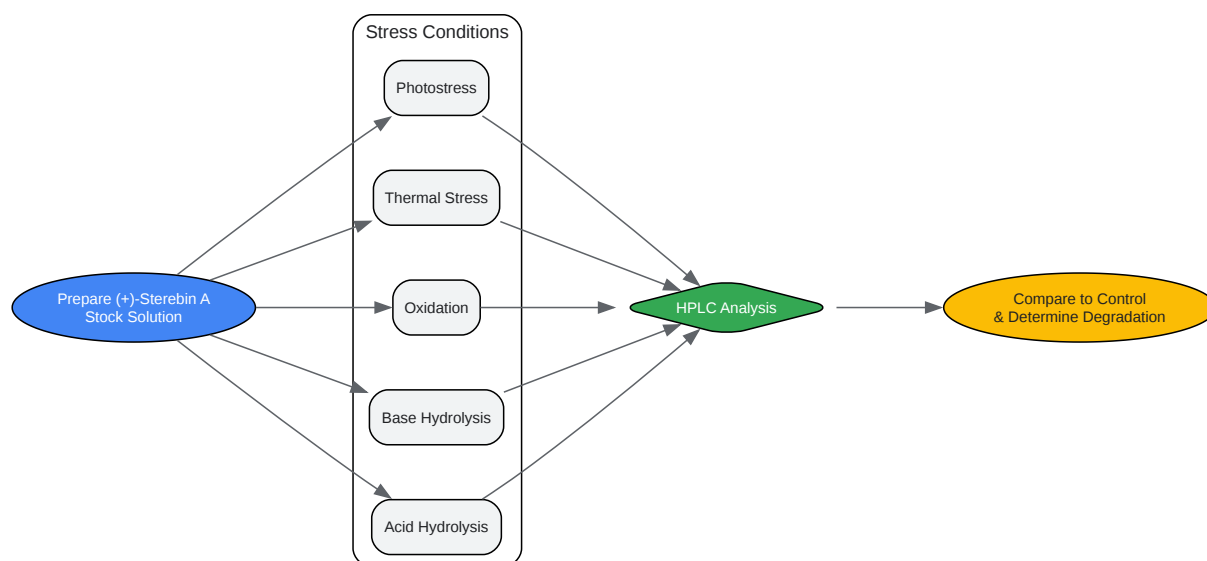 Stress Conditions
Photostress
Thermal Stress
Prepare (+)-Sterebin A
Stock Solution
Oxidation
HPLC Analysis
Compare to Control
& Determine Degradation
Base Hydrolysis
Acid Hydrolysis